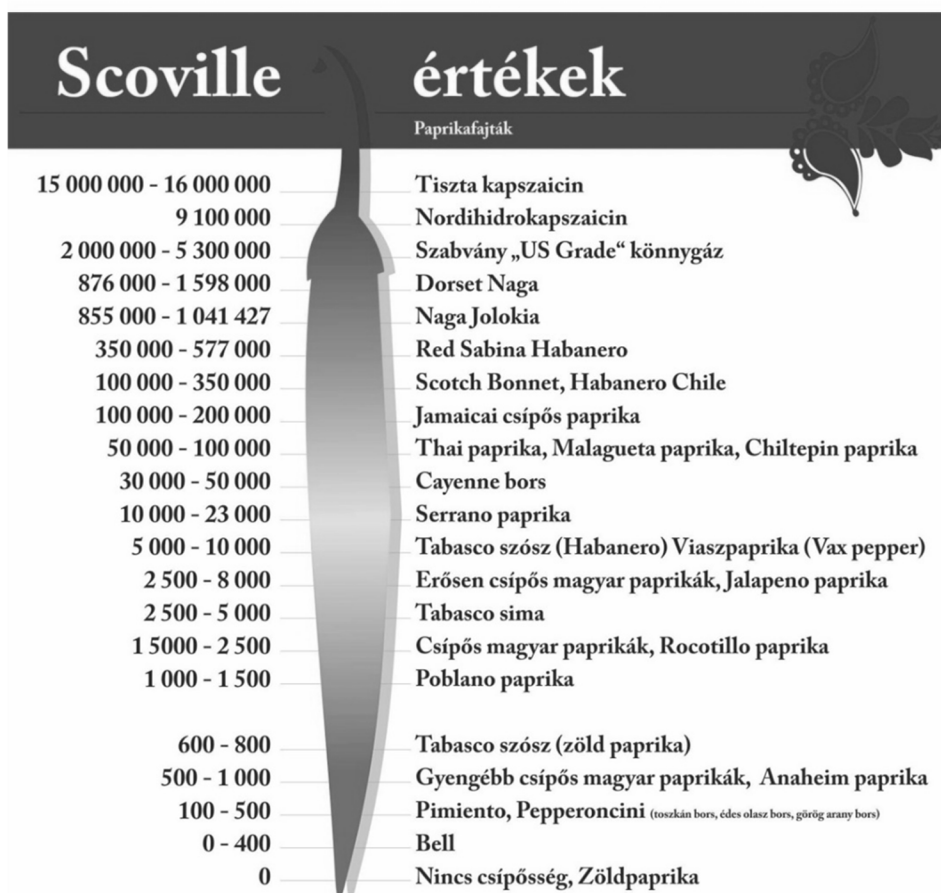 Scoville értékek
Paprikafajták
15 000 000 - 16 000 000 Tiszta kapszaicin
9 100 000 Nordihidrokapszaicin
2 000 000 - 5 300 000 Szabvány „US Grade“ könnygáz
876 000 - 1 598 000 Dorset Naga
855 000 - 1 041 427 Naga Jolokia
350 000 - 577 000 Red Sabina Habanero
100 000 - 350 000 Scotch Bonnet, Habanero Chile
100 000 - 200 000 Jamaicai csípős paprika
50 000 - 100 000 Thai paprika, Malagueta paprika, Chiltepin paprika
30 000 - 50 000 Cayenne bors
10 000 - 23 000 Serrano paprika
5 000 - 10 000 Tabasco szósz (Habanero) Viaszpaprika (Vax pepper)
2 500 - 8 000 Erősen csípős magyar paprikák, Jalapeno paprika
2 500 - 5 000 Tabasco sima
1 5000 - 2 500 Csípős magyar paprikák, Rocotillo paprika
1 000 - 1 500 Poblano paprika
600 - 800 Tabasco szósz (zöld paprika)
500 - 1 000 Gyengébb csípős magyar paprikák, Anaheim paprika
100 - 500 Pimiento, Pepperoncini (toszkán bors, édes olasz bors, görög arany bors)
0 - 400 Bell
0 Nincs csípősség, Zöldpaprika